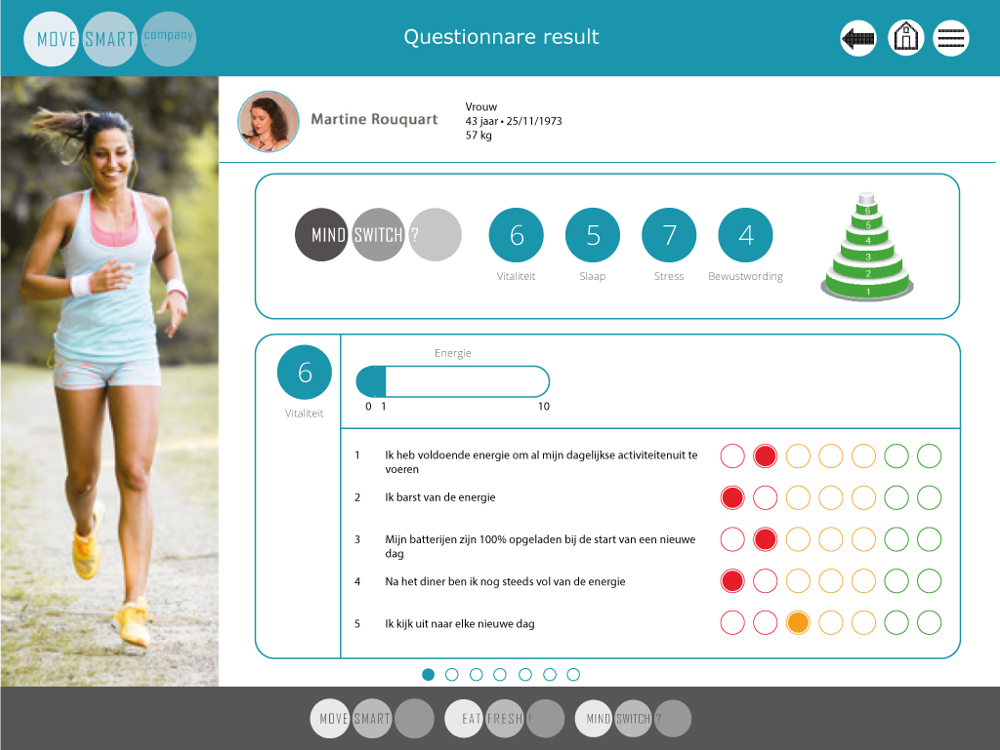 MOVE SMART company
Questionnare result
Martine Rouquart
Vrouw
43 jaar • 25/11/1973
57 kg
MIND SWITCH ?
6
5
7
4
Vitaliteit
Slaap
Stress
Bewustwording
6
5
4
3
2
1
6
Vitaliteit
Energie
0 1 10
1 Ik heb voldoende energie om al mijn dagelijkse activiteitenuit te
voeren
2 Ik barst van de energie
3 Mijn batterijen zijn 100% opgeladen bij de start van een nieuwe
dag
4 Na het diner ben ik nog steeds vol van de energie
5 Ik kijk uit naar elke nieuwe dag
MOVE SMART .
EAT FRESH !
MIND SWITCH ?